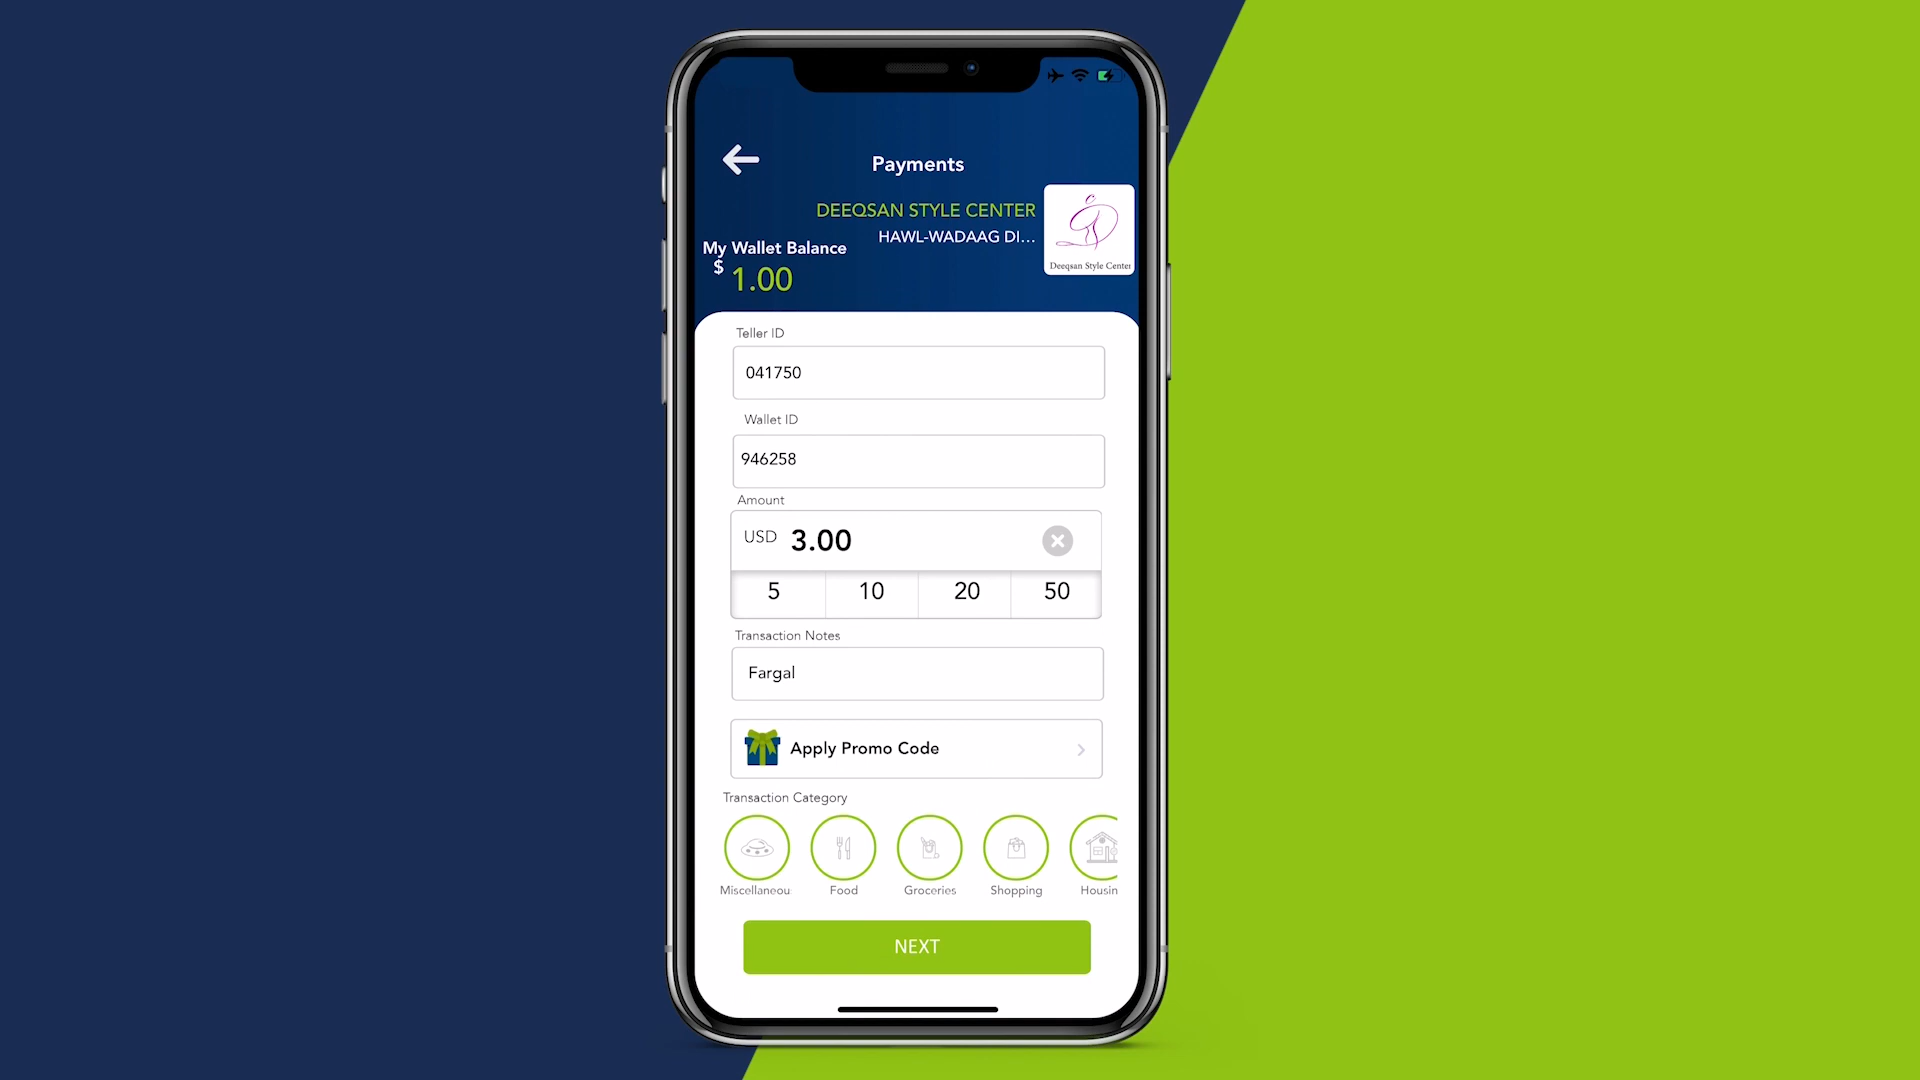 Payments
DEEQSAN STYLE CENTER
HAWL-WADAAG DI...
Deeqsan Style Center
My Wallet Balance
$ 1.00
Teller ID
041750
Wallet ID
946258
Amount
USD 3.00
5 10 20 50
Transaction Notes
Fargal
Apply Promo Code
Transaction Category
Miscellaneou Food Groceries Shopping Housin
NEXT